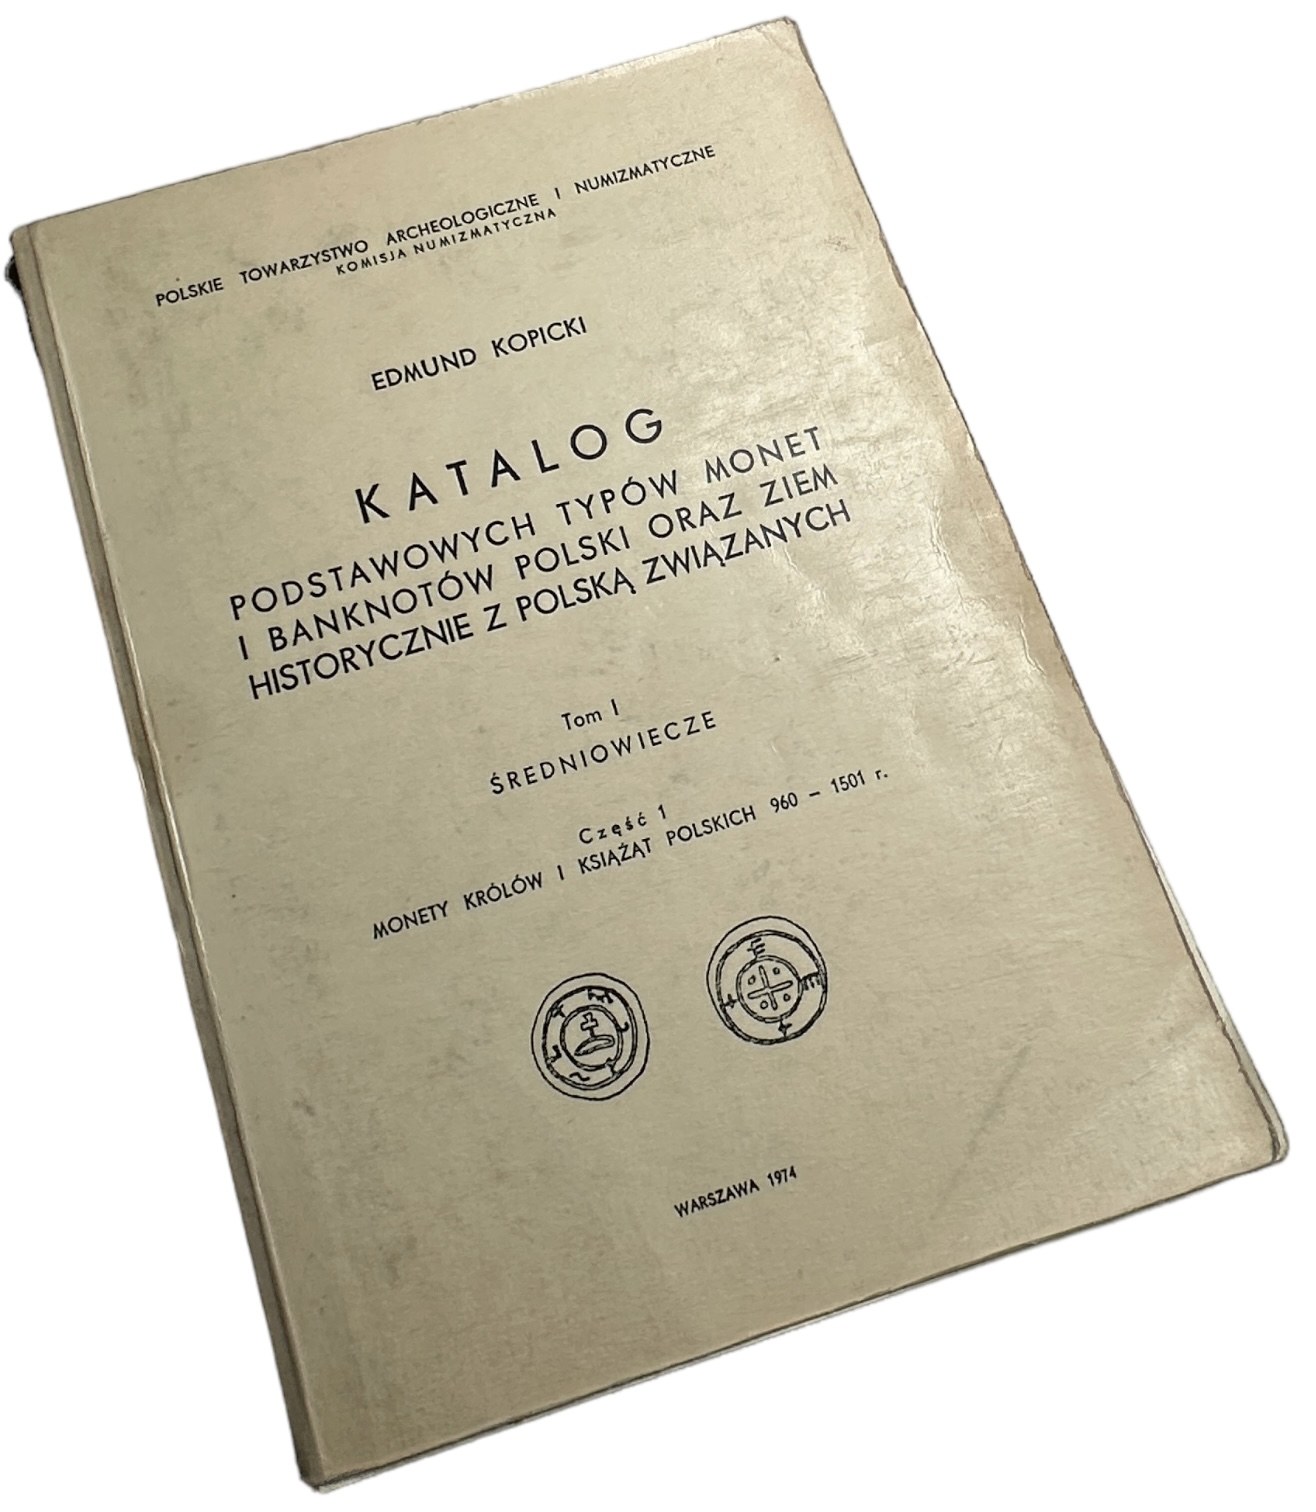 POLSKIE TOWARZYSTWO ARCHEOLOGICZNE I NUMIZMATYCZNE
KOMISJA NUMIZMATYCZNA
EDMUND KOPICKI
KATALOG
PODSTAWOWYCH TYPÓW MONET
I BANKNOTÓW POLSKI ORAZ ZIEM
HISTORYCZNIE Z POLSKĄ ZWIĄZANYCH
Tom I
ŚREDNIOWIECZE
Część 1
MONETY KRÓLÓW I KSIĄŻĄT POLSKICH 960 – 1501 r.
WARSZAWA 1974